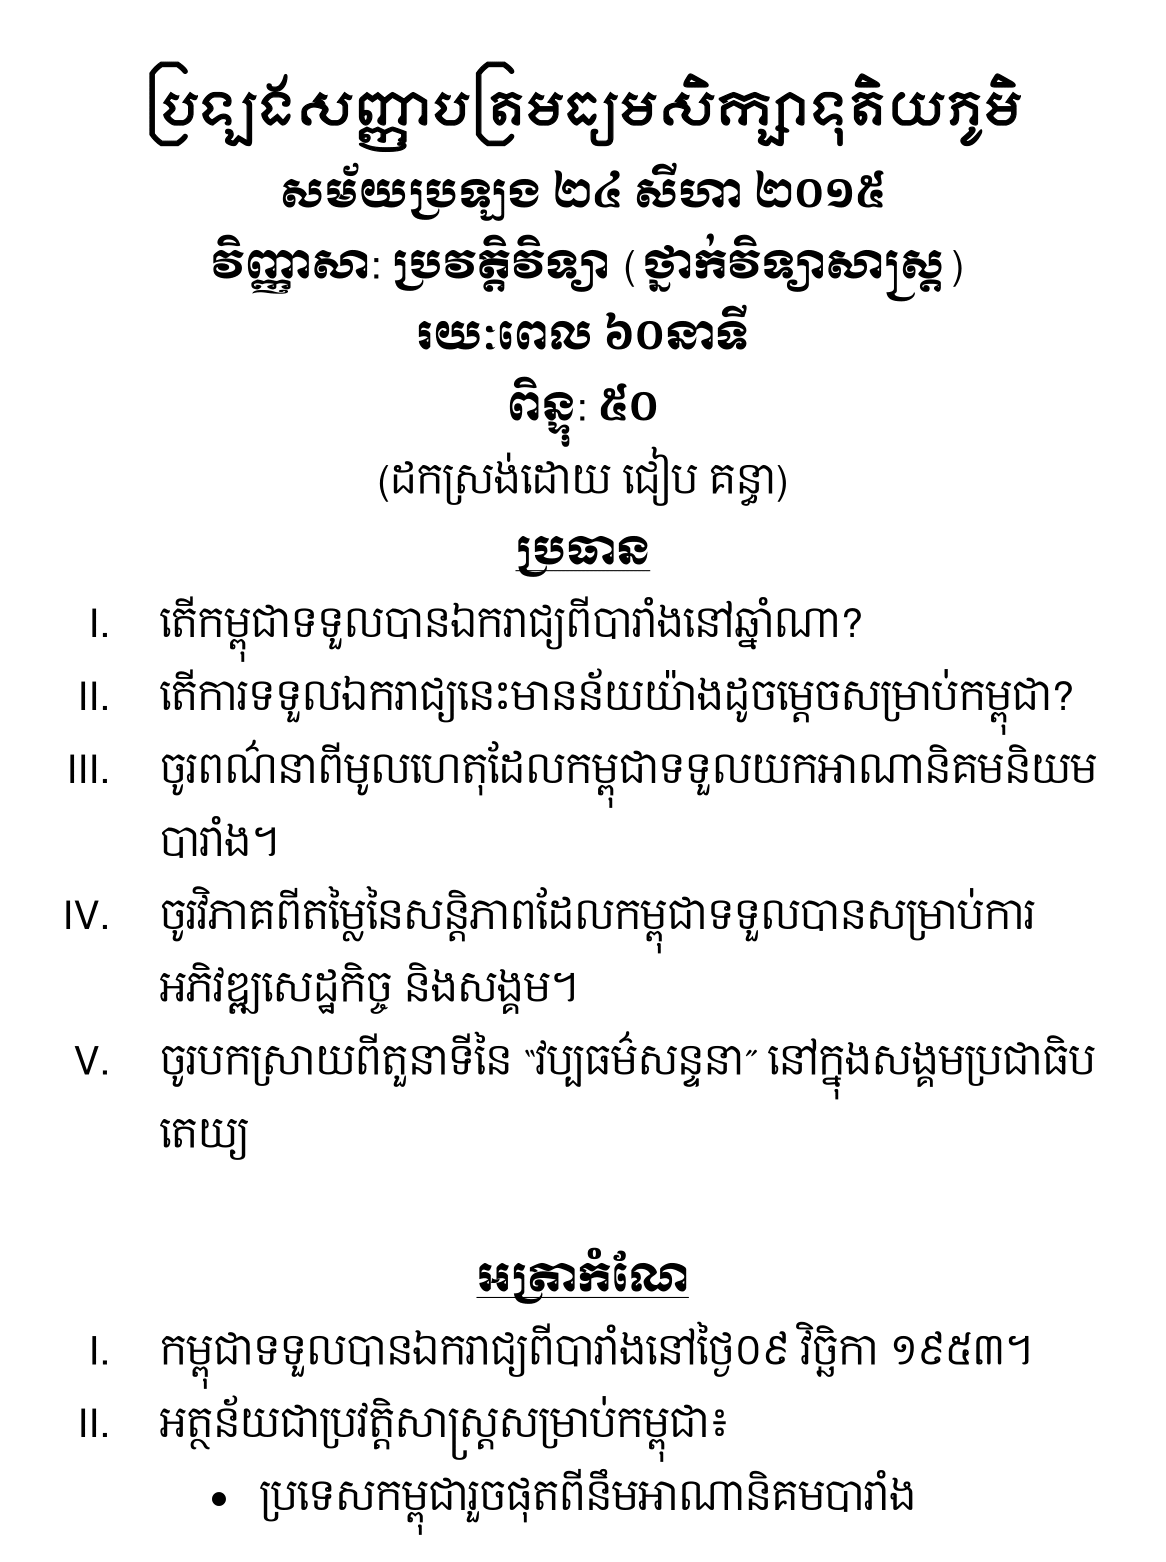 ប្រឡងសញ្ញាបត្រមធ្យមសិក្សាទុតិយភូមិ
សម័យប្រឡង ២៤ សីហា ២០១៥
វិញ្ញាសា: ប្រវត្តិវិទ្យា (ថ្នាក់វិទ្យាសាស្ត្រ)
រយ:ពេល ៦០នាទី
ពិន្ទុ: ៥០
(ដកស្រង់ដោយ ជៀប គន្ធា)
ប្រធាន
I. តើកម្ពុជាទទួលបានឯករាជ្យពីបារាំងនៅឆ្នាំណា?
II. តើការទទួលឯករាជ្យនេះមានន័យយ៉ាងដូចម្តេចសម្រាប់កម្ពុជា?
III. ចូរពណ៌នាពីមូលហេតុដែលកម្ពុជាទទួលយកអាណានិគមនិយម
បារាំង។
IV. ចូរវិភាគពីតម្លៃនៃសន្តិភាពដែលកម្ពុជាទទួលបានសម្រាប់ការ
អភិវឌ្ឍសេដ្ឋកិច្ច និងសង្គម។
V. ចូរបកស្រាយពីតួនាទីនៃ “វប្បធម៌សន្ទនា” នៅក្នុងសង្គមប្រជាធិប
តេយ្យ
អត្រាកំណែ
I. កម្ពុជាទទួលបានឯករាជ្យពីបារាំងនៅថ្ងៃ០៩ វិច្ឆិកា ១៩៥៣។
II. អត្ថន័យជាប្រវត្តិសាស្ត្រសម្រាប់កម្ពុជា៖
• ប្រទេសកម្ពុជារួចផុតពីនឹមអាណានិគមបារាំង